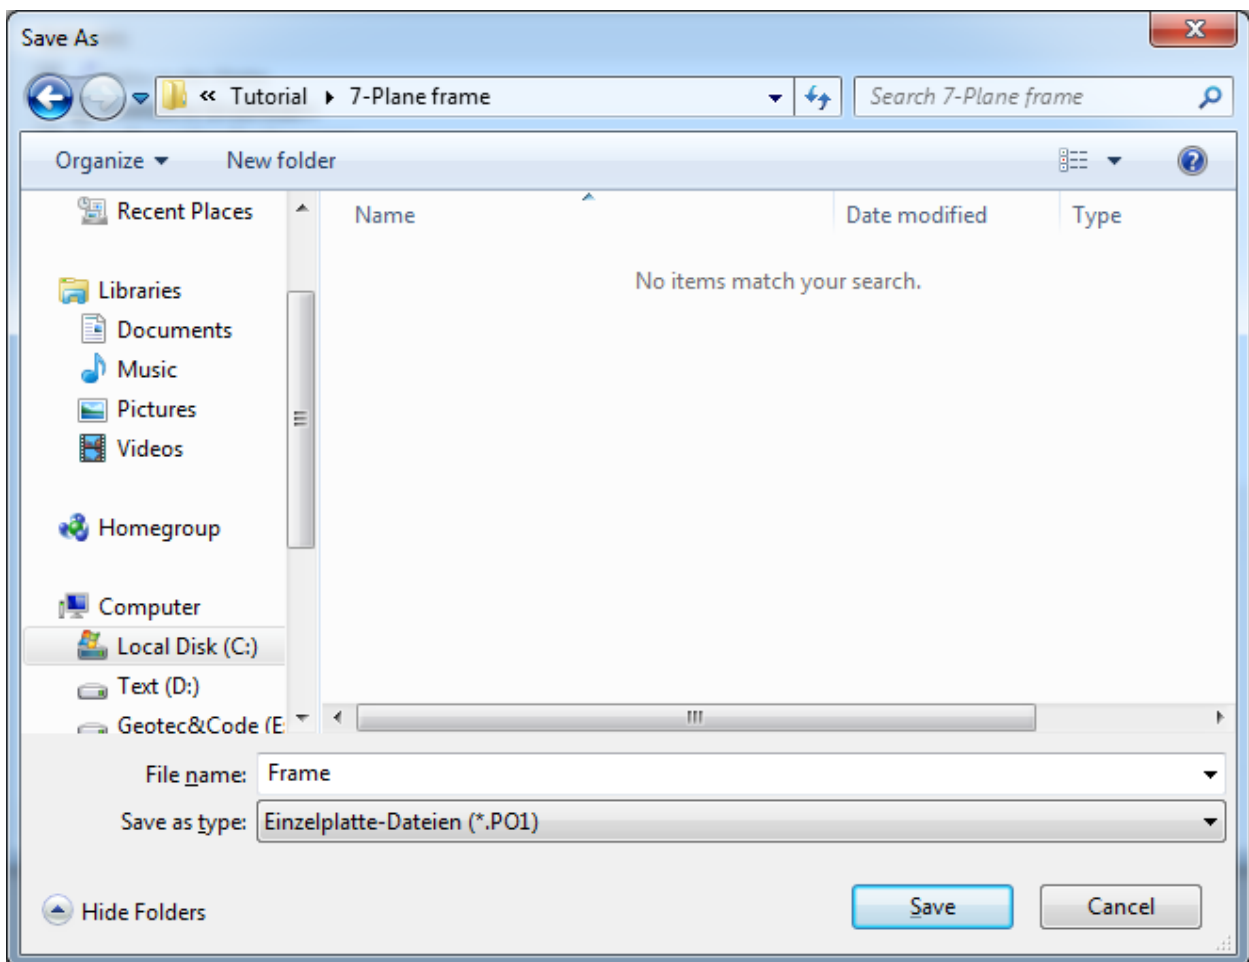 Save As
« Tutorial ▸ 7-Plane frame
Search 7-Plane frame
Organize
New folder
Recent Places
Name
Date modified
Type
No items match your search.
Libraries
Documents
Music
Pictures
Videos
Homegroup
Computer
Local Disk (C:)
Text (D:)
Geotec&Code (E:
File name: Frame
Save as type: Einzelplatte-Dateien (*.PO1)
Hide Folders
Save
Cancel